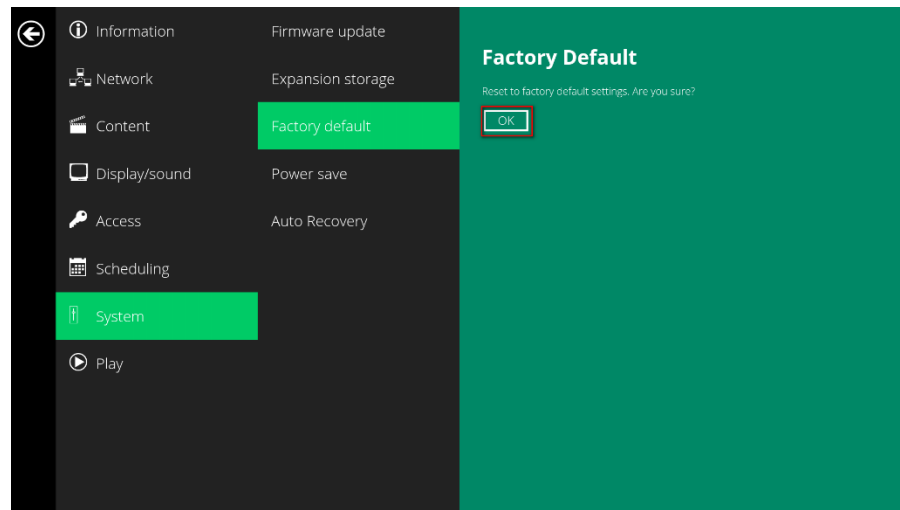 Information
Network
Content
Display/sound
Access
Scheduling
System
Play
Firmware update
Expansion storage
Factory default
Power save
Auto Recovery
Factory Default
Reset to factory default settings. Are you sure?
OK